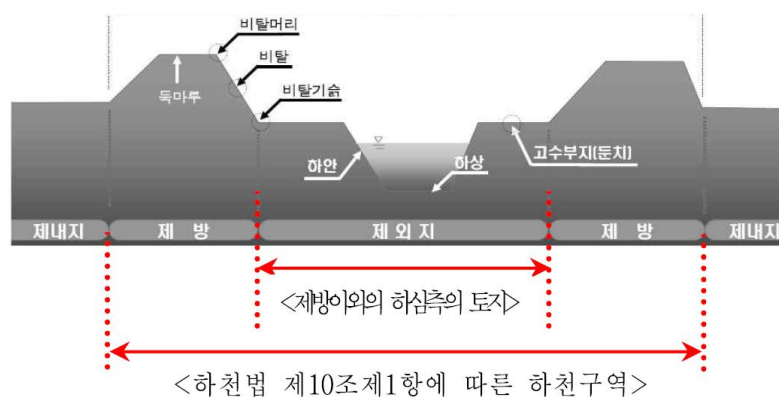 비탈머리
비탈
둑마루
비탈기슭
하안
하상
고수부지(둔치)
제내지
제 방
제 외 지
제 방
제내지
<제방이외의 하심측의 토지>
<하천법 제10조제1항에 따른 하천구역>